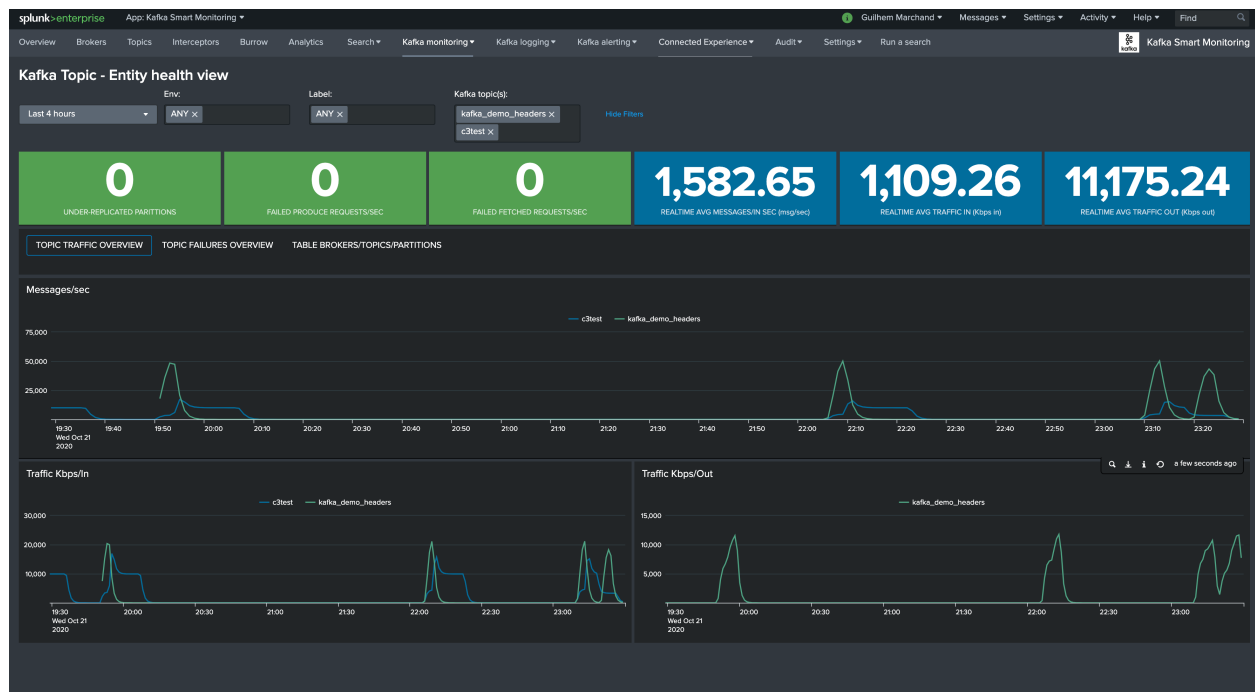 splunk>enterprise App: Kafka Smart Monitoring i Guilhem Marchand Messages Settings Activity Help Find
Overview Brokers Topics Interceptors Burrow Analytics Search Kafka monitoring Kafka logging Kafka alerting Connected Experience Audit Settings Run a search kafka Kafka Smart Monitoring
Kafka Topic - Entity health view
Env: Label: Kafka topic(s):
Last 4 hours ANY × ANY × kafka_demo_headers × Hide Filters
c3test ×
0 0 0 1,582.65 1,109.26 11,175.24
UNDER-REPLICATED PARITTIONS FAILED PRODUCE REQUESTS/SEC FAILED FETCHED REQUESTS/SEC REALTIME AVG MESSAGES/IN SEC (msg/sec) REALTIME AVG TRAFFIC IN (Kbps in) REALTIME AVG TRAFFIC OUT (Kbps out)
TOPIC TRAFFIC OVERVIEW TOPIC FAILURES OVERVIEW TABLE BROKERS/TOPICS/PARTITIONS
Messages/sec
c3test kafka_demo_headers
75,000
50,000
25,000
19:30 19:40 19:50 20:00 20:10 20:20 20:30 20:40 20:50 21:00 21:10 21:20 21:30 21:40 21:50 22:00 22:10 22:20 22:30 22:40 22:50 23:00 23:10 23:20
Wed Oct 21
2020
Traffic Kbps/In
c3test kafka_demo_headers
30,000
20,000
10,000
19:30 20:00 20:30 21:00 21:30 22:00 22:30 23:00
Wed Oct 21
2020
Traffic Kbps/Out
i a few seconds ago
kafka_demo_headers
15,000
10,000
5,000
19:30 20:00 20:30 21:00 21:30 22:00 22:30 23:00
Wed Oct 21
2020